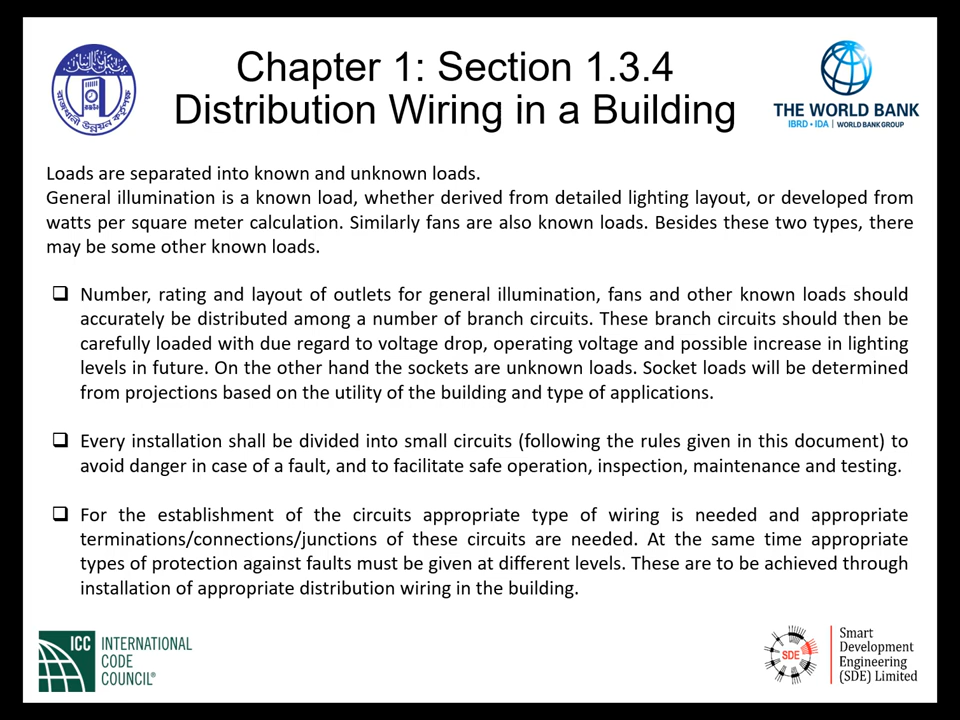 Chapter 1: Section 1.3.4
Distribution Wiring in a Building
রাজধানী উন্নয়ন কর্তৃপক্ষ
THE WORLD BANK
IBRD • IDA | WORLD BANK GROUP
Loads are separated into known and unknown loads.
General illumination is a known load, whether derived from detailed lighting layout, or developed from
watts per square meter calculation. Similarly fans are also known loads. Besides these two types, there
may be some other known loads.
❑ Number, rating and layout of outlets for general illumination, fans and other known loads should
accurately be distributed among a number of branch circuits. These branch circuits should then be
carefully loaded with due regard to voltage drop, operating voltage and possible increase in lighting
levels in future. On the other hand the sockets are unknown loads. Socket loads will be determined
from projections based on the utility of the building and type of applications.
❑ Every installation shall be divided into small circuits (following the rules given in this document) to
avoid danger in case of a fault, and to facilitate safe operation, inspection, maintenance and testing.
❑ For the establishment of the circuits appropriate type of wiring is needed and appropriate
terminations/connections/junctions of these circuits are needed. At the same time appropriate
types of protection against faults must be given at different levels. These are to be achieved through
installation of appropriate distribution wiring in the building.
ICC INTERNATIONAL
CODE
COUNCIL®
SDE
Smart
Development
Engineering
(SDE) Limited